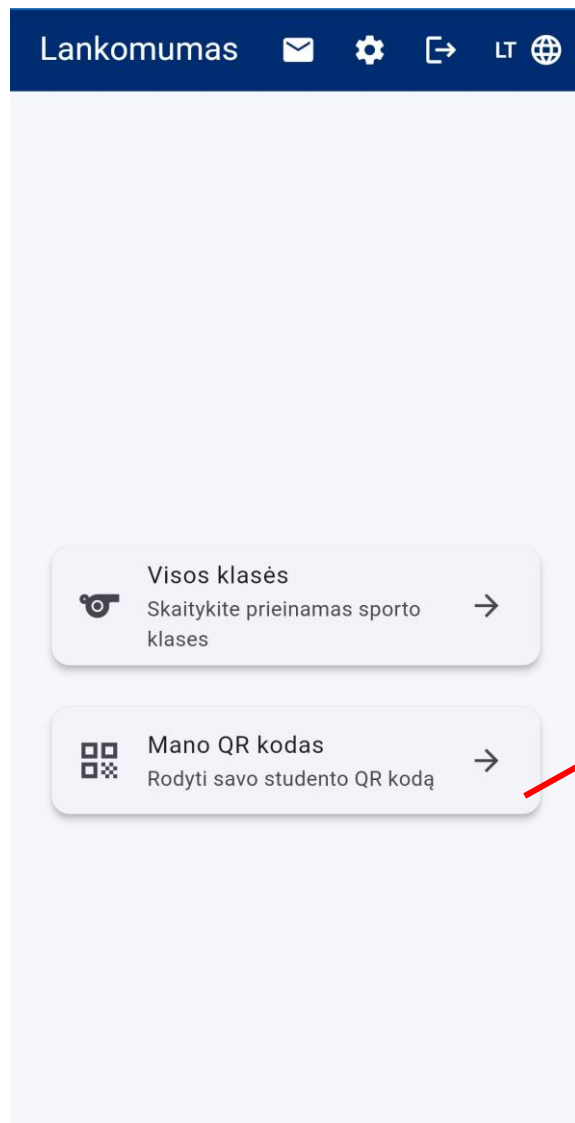 Lankomumas LT
Visos klasės
Skaitykite prieinamas sporto
klases
Mano QR kodas
Rodyti savo studento QR kodą